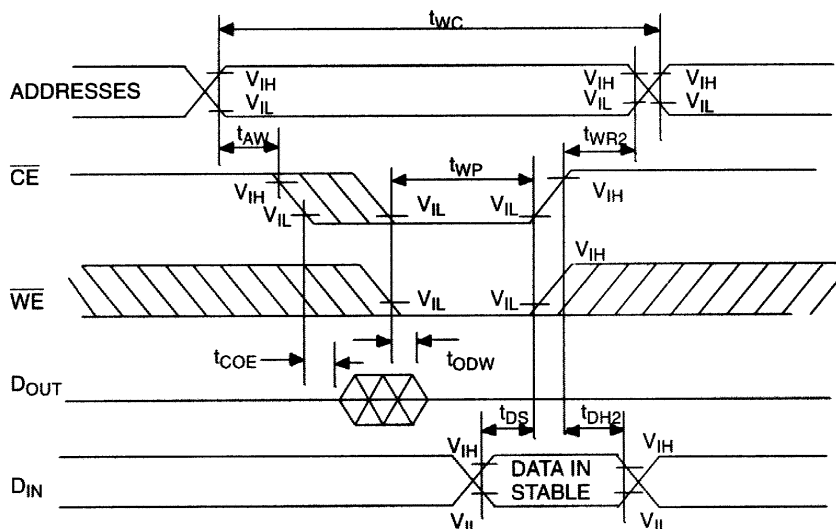 tWC
ADDRESSES
VIH
VIL
VIH
VIL
VIH
VIL
tAW
tWR2
CE
tWP
VIH
VIL
VIL
VIL
VIH
WE
VIH
VIL
VIL
tCOE
tODW
DOUT
tDS
tDH2
DIN
VIH
DATA IN
STABLE
VIH
VIL
VIL